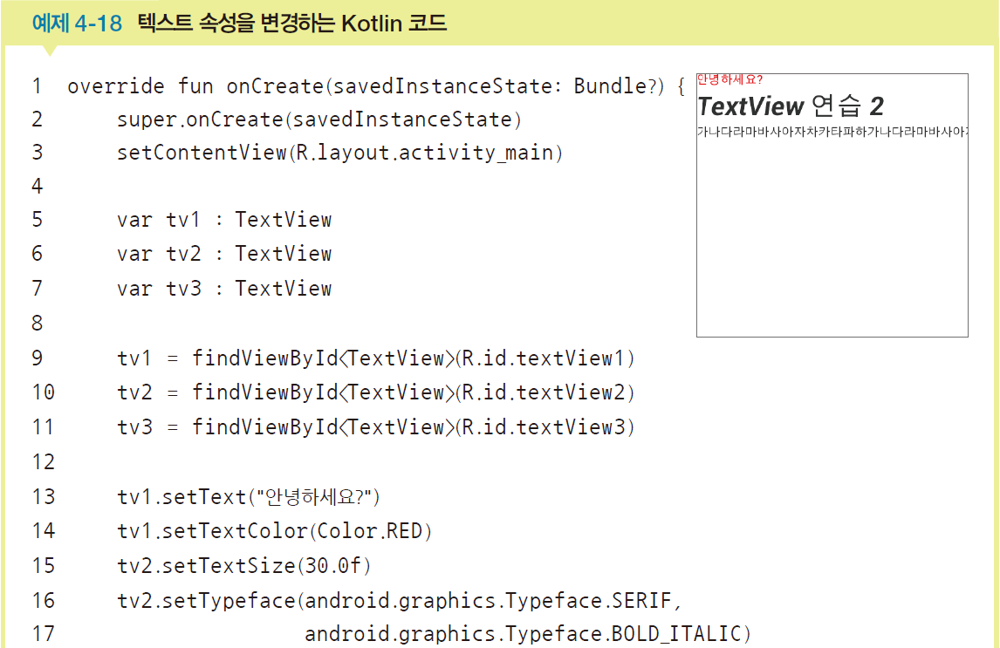 예제 4-18 텍스트 속성을 변경하는 Kotlin 코드
1 override fun onCreate(savedInstanceState: Bundle?) {
2 super.onCreate(savedInstanceState)
3 setContentView(R.layout.activity_main)
4
5 var tv1 : TextView
6 var tv2 : TextView
7 var tv3 : TextView
8
9 tv1 = findViewById<TextView>(R.id.textView1)
10 tv2 = findViewById<TextView>(R.id.textView2)
11 tv3 = findViewById<TextView>(R.id.textView3)
12
13 tv1.setText("안녕하세요?")
14 tv1.setTextColor(Color.RED)
15 tv2.setTextSize(30.0f)
16 tv2.setTypeface(android.graphics.Typeface.SERIF,
17 android.graphics.Typeface.BOLD_ITALIC)
안녕하세요?
TextView 연습 2
가나다라마바사아자차카타파하가나다라마바사아